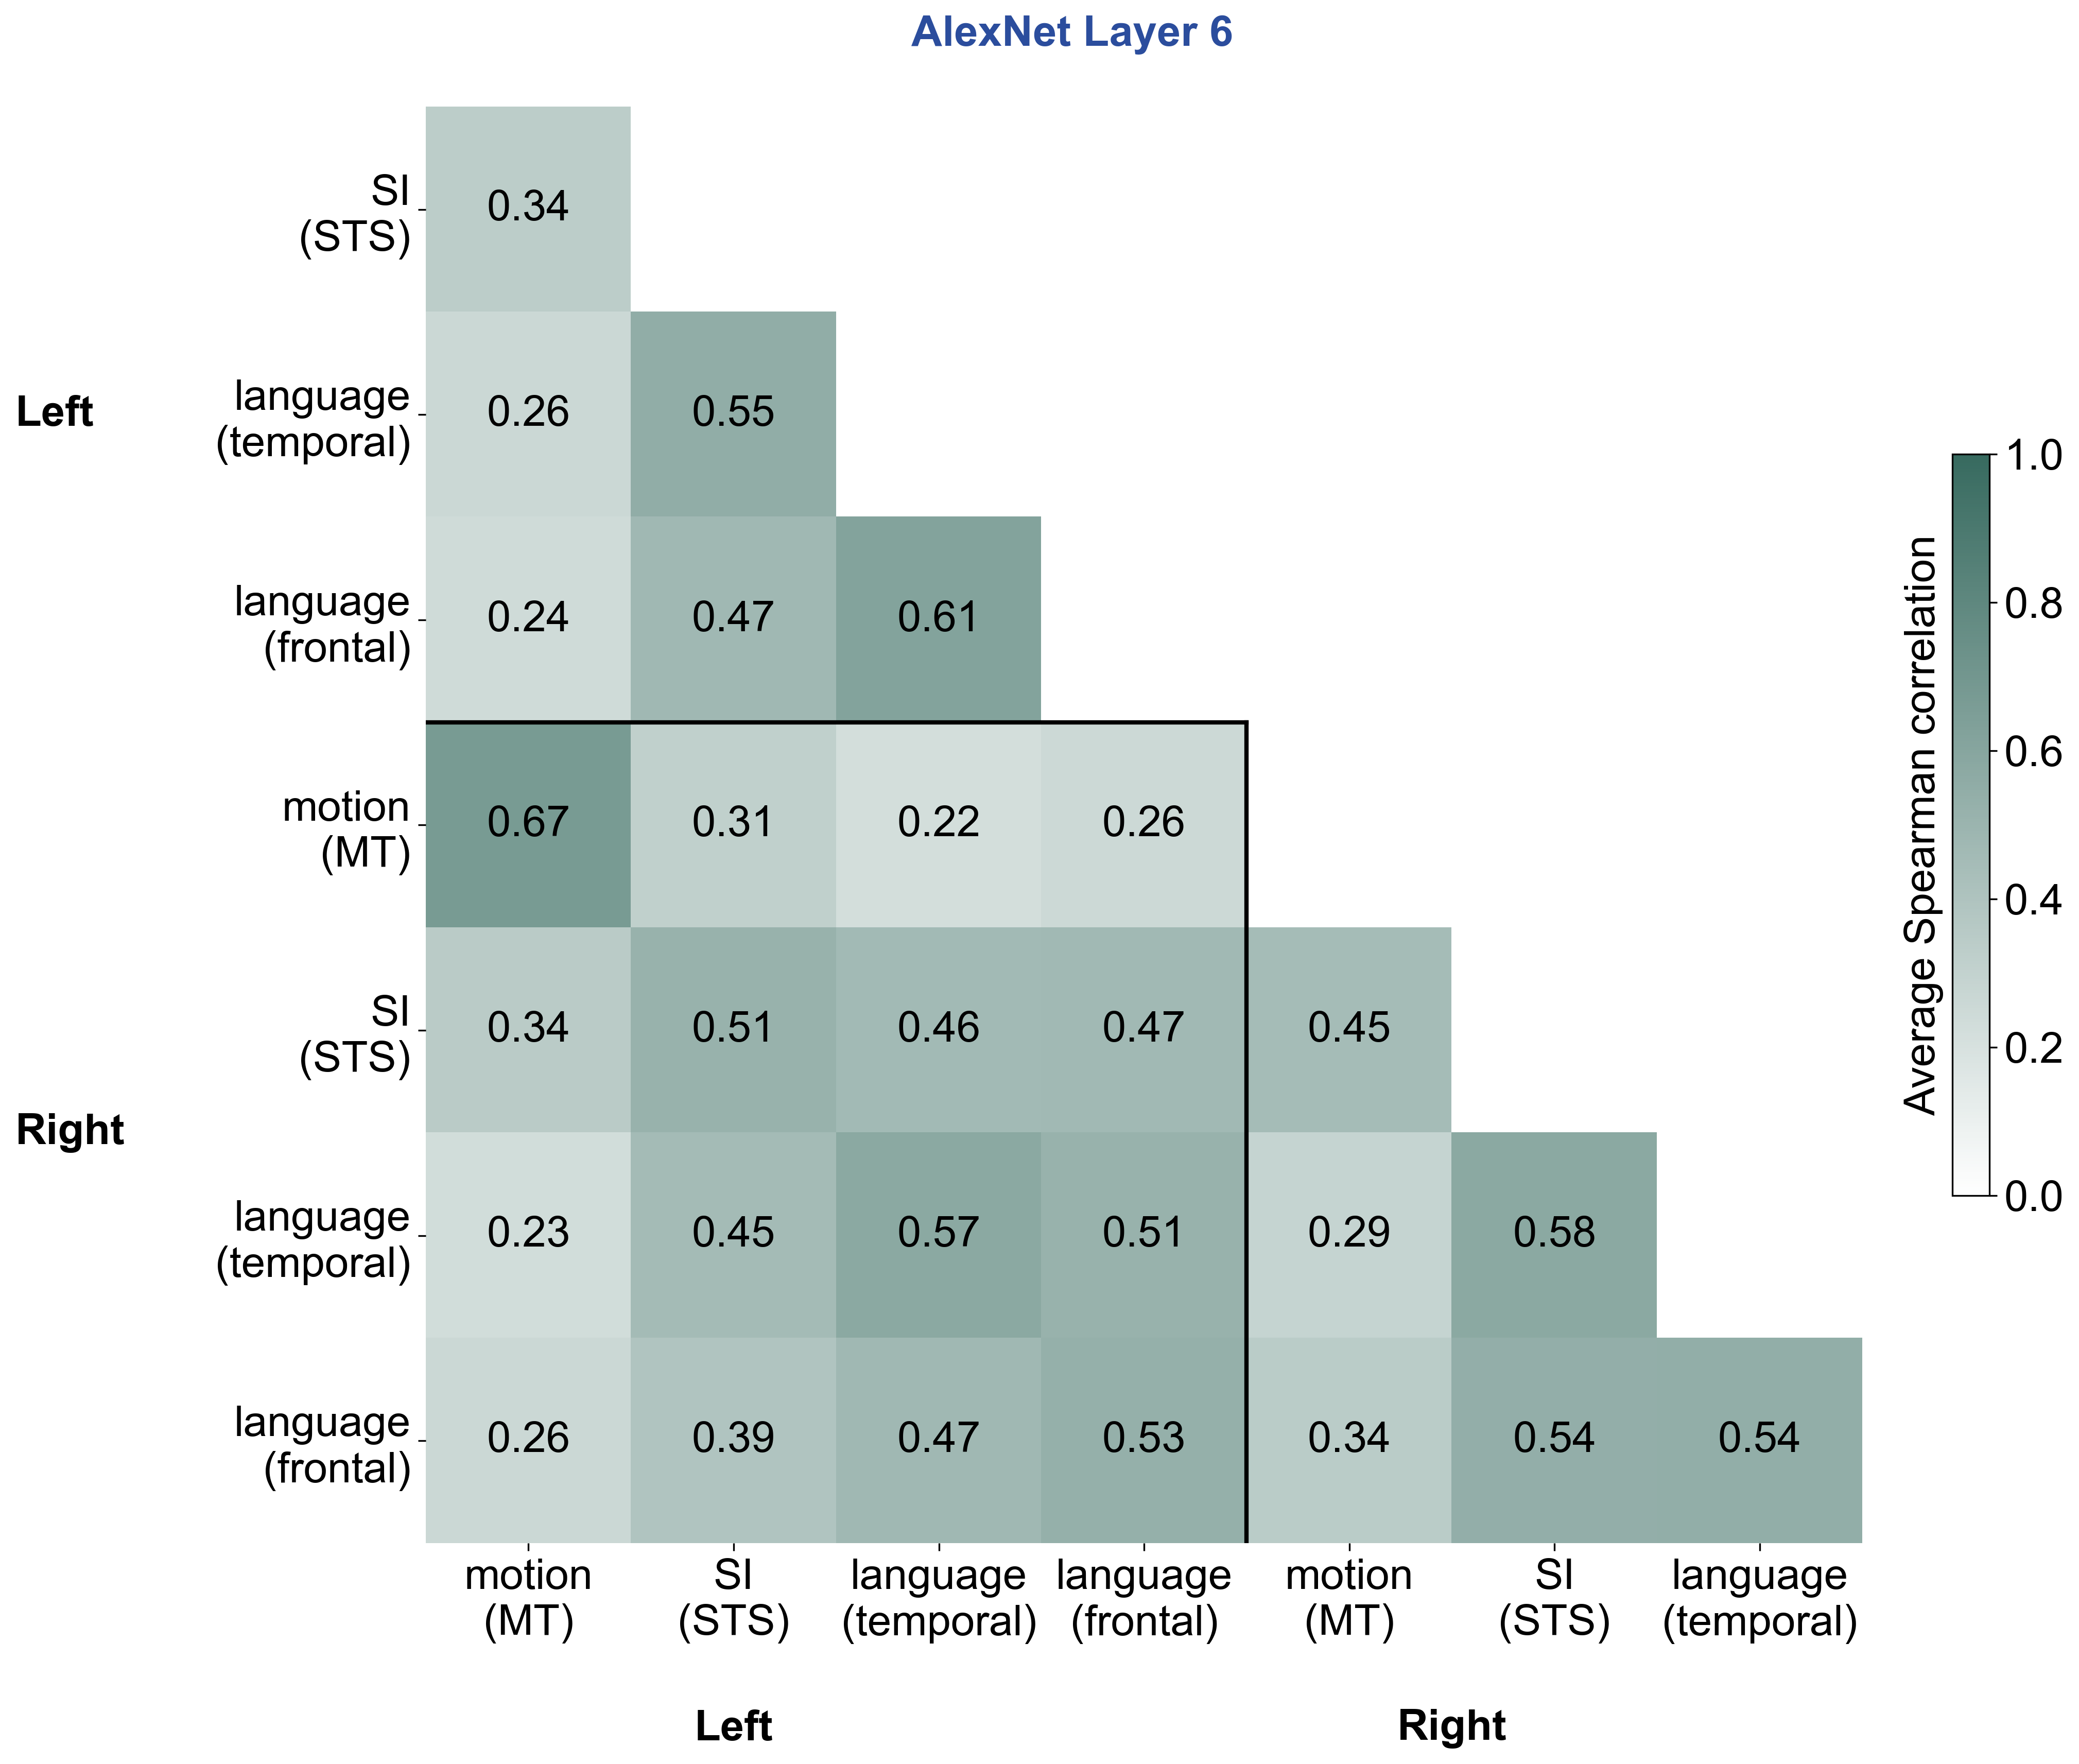 AlexNet Layer 6
SI
(STS)
0.34
Left
language
(temporal)
0.26 0.55
language
(frontal)
0.24 0.47 0.61
motion
(MT)
0.67 0.31 0.22 0.26
SI
(STS)
0.34 0.51 0.46 0.47 0.45
Right
language
(temporal)
0.23 0.45 0.57 0.51 0.29 0.58
language
(frontal)
0.26 0.39 0.47 0.53 0.34 0.54 0.54
motion
(MT)
SI
(STS)
language
(temporal)
language
(frontal)
motion
(MT)
SI
(STS)
language
(temporal)
Left
Right
Average Spearman correlation
1.0
0.8
0.6
0.4
0.2
0.0